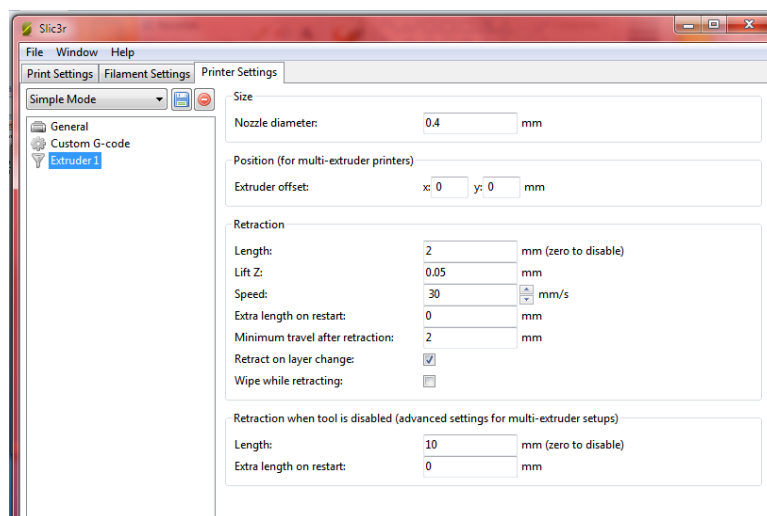 Slic3r
File Window Help
Print Settings Filament Settings Printer Settings
Simple Mode
General
Custom G-code
Extruder 1
Size
Nozzle diameter: 0.4 mm
Position (for multi-extruder printers)
Extruder offset: x: 0 y: 0 mm
Retraction
Length: 2 mm (zero to disable)
Lift Z: 0.05 mm
Speed: 30 mm/s
Extra length on restart: 0 mm
Minimum travel after retraction: 2 mm
Retract on layer change:
Wipe while retracting:
Retraction when tool is disabled (advanced settings for multi-extruder setups)
Length: 10 mm (zero to disable)
Extra length on restart: 0 mm